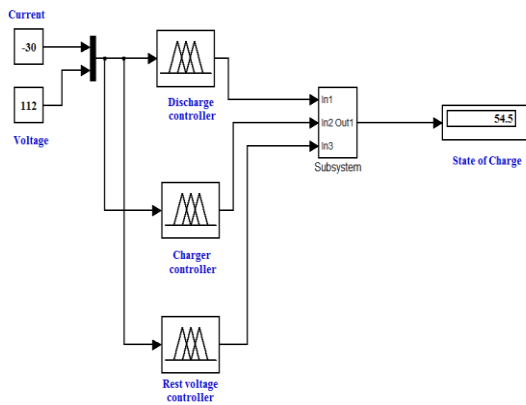 Current
-30
112
Voltage
Discharge
controller
In1
In2 Out1
In3
Subsystem
54.5
State of Charge
Charger
controller
Rest voltage
controller